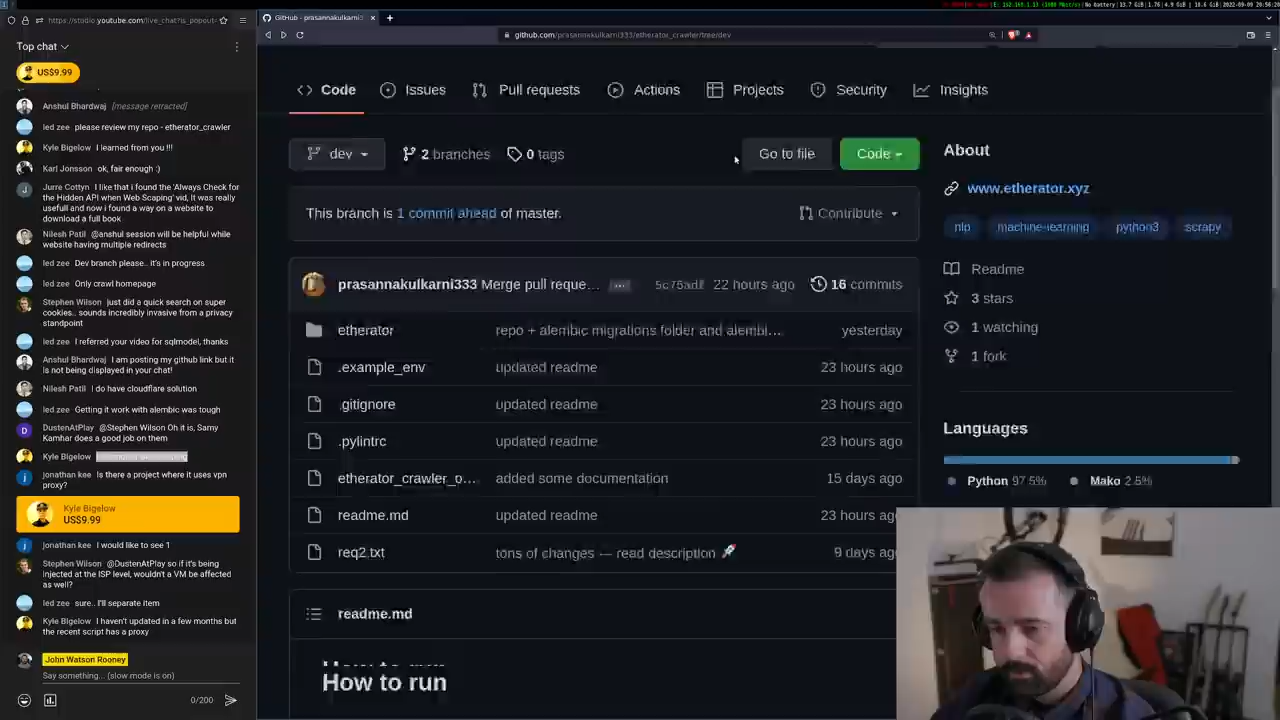 https://studio.youtube.com/live_chat?is_popout=
Top chat
US$9.99
Anshul Bhardwaj [message retracted]
led zee please review my repo - etherator_crawler
Kyle Bigelow I learned from you !!!
Karl Jonsson ok, fair enough :)
Jurre Cottyn I like that i found the 'Always Check for
the Hidden API when Web Scaping' vid, It was really
usefull and now i found a way on a website to
download a full book
Nilesh Patil @anshul session will be helpful while
website having multiple redirects
led zee Dev branch please.. it's in progress
led zee Only crawl homepage
Stephen Wilson just did a quick search on super
cookies.. sounds incredibly invasive from a privacy
standpoint
led zee I referred your video for sqlmodel, thanks
Anshul Bhardwaj I am posting my github link but it
is not being displayed in your chat!
Nilesh Patil I do have cloudflare solution
led zee Getting it work with alembic was tough
DustenAtPlay @Stephen Wilson Oh it is, Samy
Kamhar does a good job on them
Kyle Bigelow
jonathan kee Is there a project where it uses vpn
proxy?
Kyle Bigelow
US$9.99
jonathan kee I would like to see 1
Stephen Wilson @DustenAtPlay so if it's being
injected at the ISP level, wouldn't a VM be affected
as well?
led zee sure.. I'll separate item
Kyle Bigelow I haven't updated in a few months but
the recent script has a proxy
John Watson Rooney
Say something... (slow mode is on)
0/200
GitHub - prasannakulkarni3
github.com/prasannakulkarni333/etherator_crawler/tree/dev
Code
Issues
Pull requests
Actions
Projects
Security
Insights
dev
2 branches
0 tags
Go to file
Code
This branch is 1 commit ahead of master.
Contribute
prasannakulkarni333 Merge pull reque… ... 22 hours ago 16 commits
etherator repo + alembic migrations folder and alembi… yesterday
.example_env updated readme 23 hours ago
.gitignore updated readme 23 hours ago
.pylintrc updated readme 23 hours ago
etherator_crawler_o… added some documentation 15 days ago
readme.md updated readme 23 hours ago
req2.txt tons of changes — read description 🚀 9 days ago
readme.md
How to run
About
www.etherator.xyz
nlp machine-learning python3 scrapy
Readme
3 stars
1 watching
1 fork
Languages
Python 97.5% Mako 2.5%